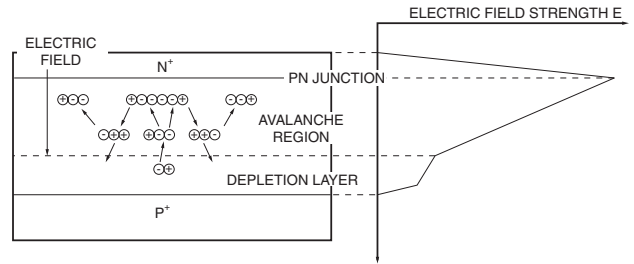 ELECTRIC FIELD STRENGTH E
ELECTRIC
FIELD
N+
PN JUNCTION
⊕⊖⊖
⊕⊖⊖⊖⊖⊕
⊖⊖⊕
AVALANCHE
REGION
⊖⊕⊕
⊕⊖⊖
⊕⊕⊖
⊖⊕
DEPLETION LAYER
P+